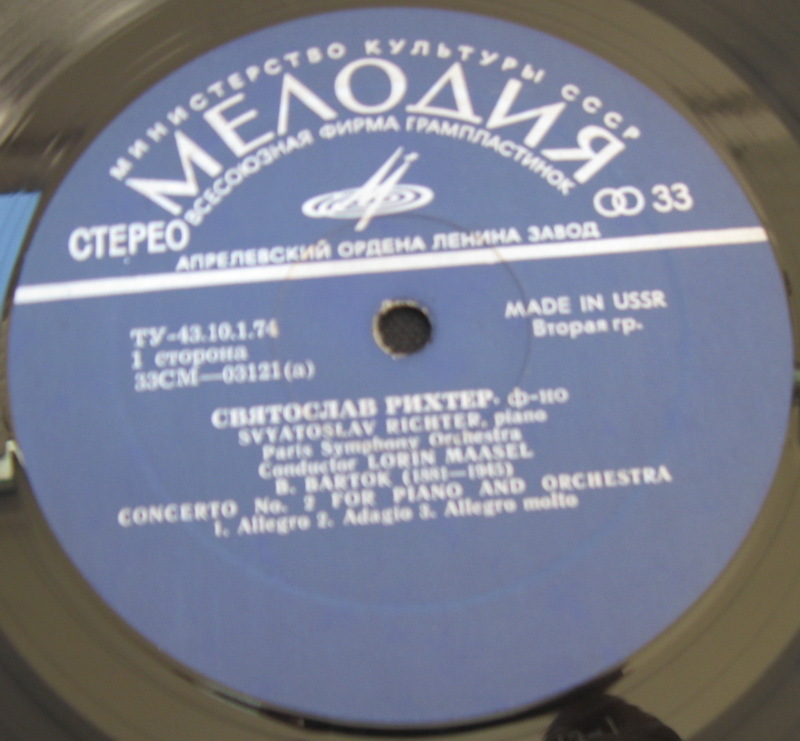 МИНИСТЕРСТВО КУЛЬТУРЫ СССР
МЕЛОДИЯ
ВСЕСОЮЗНАЯ ФИРМА ГРАМПЛАСТИНОК
СТЕРЕО
33
АПРЕЛЕВСКИЙ ОРДЕНА ЛЕНИНА ЗАВОД
MADE IN USSR
Вторая гр.
ТУ-43.10.1.74
1 сторона
33СМ—03121(а)
СВЯТОСЛАВ РИХТЕР, ф-но
SVYATOSLAV RICHTER, piano
Paris Symphony Orchestra
Conductor LORIN MAASEL
B. BARTOK (1881—1945)
CONCERTO No. 2 FOR PIANO AND ORCHESTRA
1. Allegro 2. Adagio 3. Allegro molto